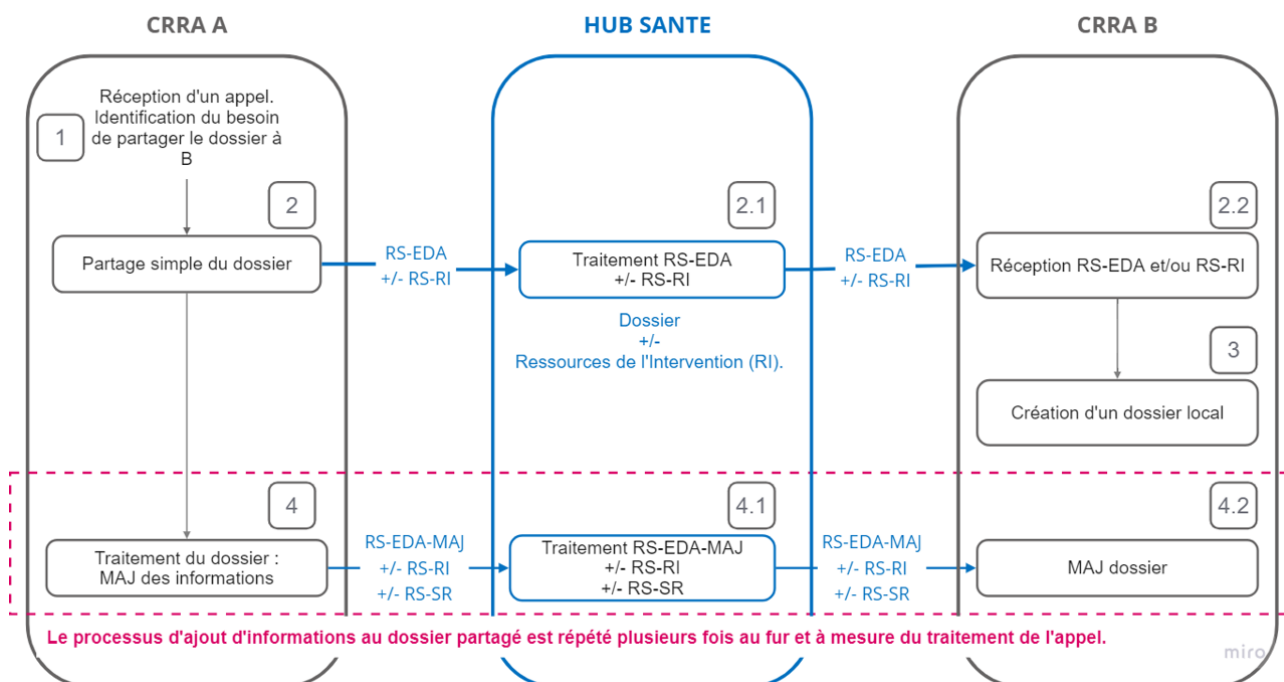 CRRA A
HUB SANTE
CRRA B
Réception d'un appel.
Identification du besoin
de partager le dossier à
B
1
2
2.1
2.2
Partage simple du dossier
RS-EDA
+/- RS-RI
Traitement RS-EDA
+/- RS-RI
RS-EDA
+/- RS-RI
Réception RS-EDA et/ou RS-RI
Dossier
+/-
Ressources de l'Intervention (RI).
3
Création d'un dossier local
4
4.1
4.2
Traitement du dossier :
MAJ des informations
RS-EDA-MAJ
+/- RS-RI
+/- RS-SR
Traitement RS-EDA-MAJ
+/- RS-RI
+/- RS-SR
RS-EDA-MAJ
+/- RS-RI
+/- RS-SR
MAJ dossier
Le processus d'ajout d'informations au dossier partagé est répété plusieurs fois au fur et à mesure du traitement de l'appel.
miro